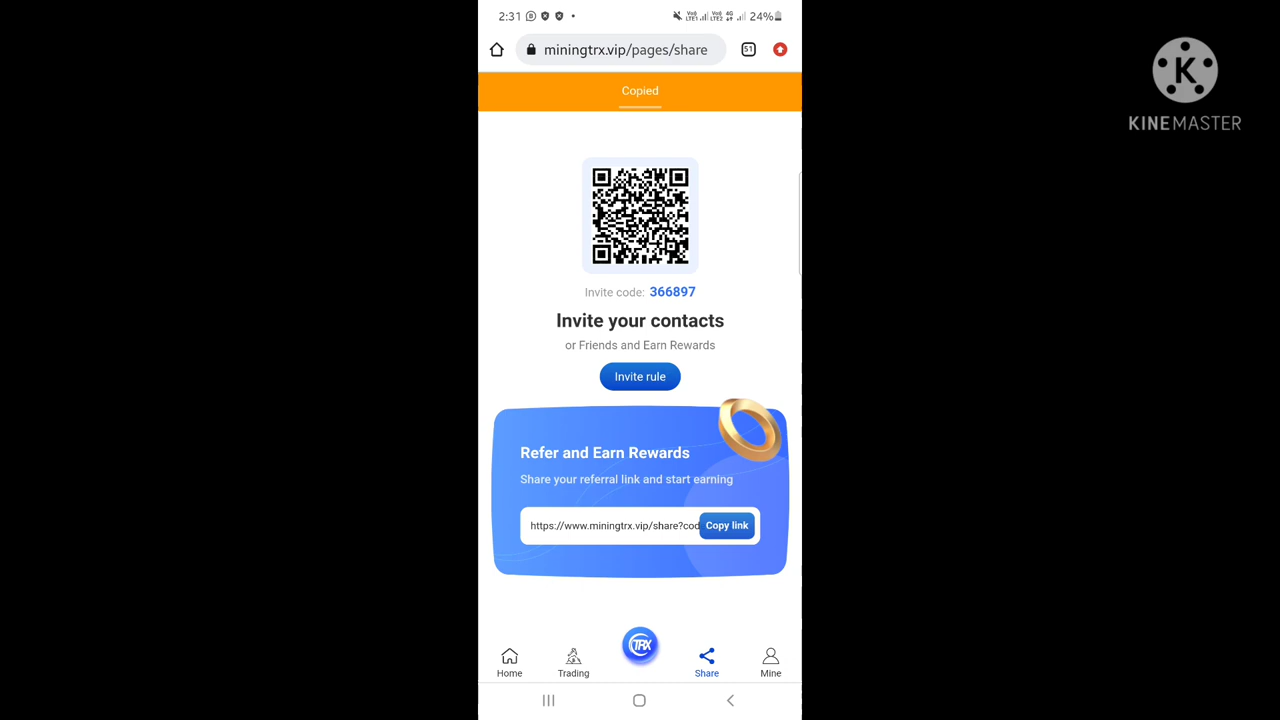 2:31 24%
miningtrx.vip/pages/share 51
Copied
KINEMASTER
Invite code: 366897
Invite your contacts
or Friends and Earn Rewards
Invite rule
Refer and Earn Rewards
Share your referral link and start earning
https://www.miningtrx.vip/share?cod Copy link
TRX
Home Trading Share Mine